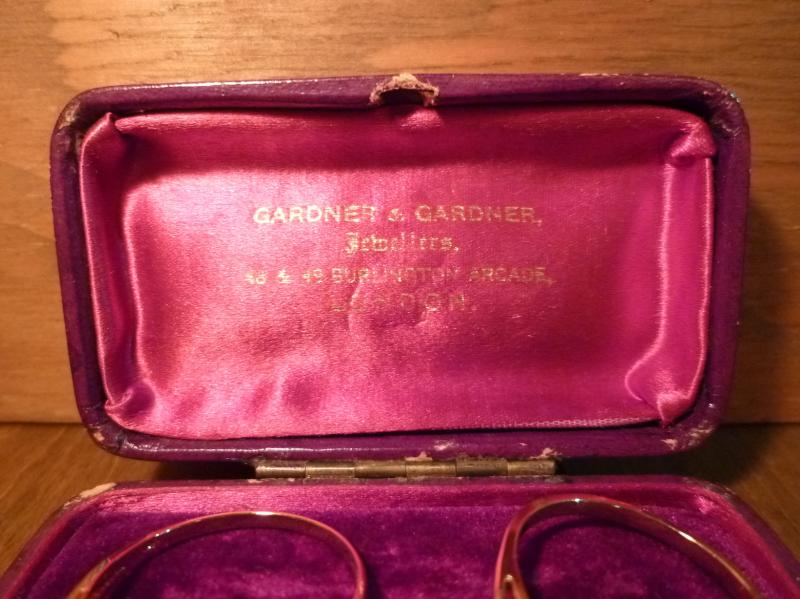 GARDNER & GARDNER,
Jewellers,
48 & 49 BURLINGTON ARCADE,
LONDON.